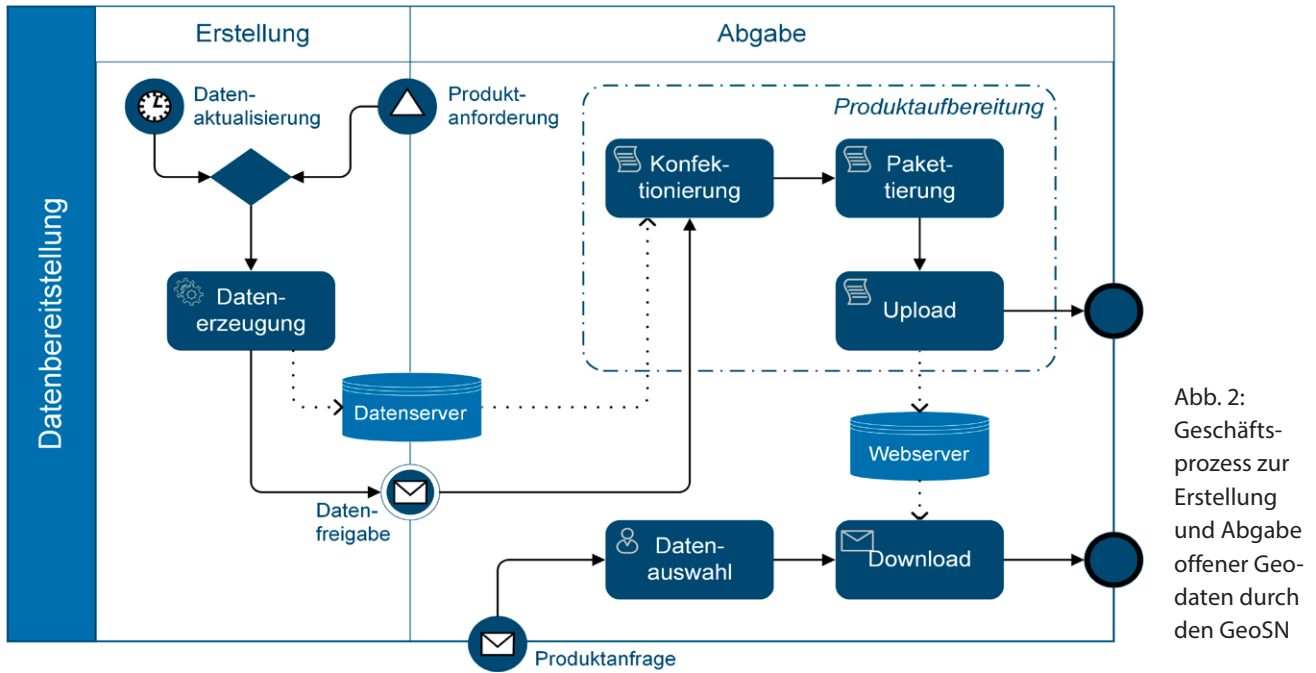 Datenbereitstellung
Erstellung
Abgabe
Daten-
aktualisierung
Produkt-
anforderung
Produktaufbereitung
Konfek-
tionierung
Paket-
tierung
Daten-
erzeugung
Upload
Datenserver
Webserver
Daten-
freigabe
Daten-
auswahl
Download
Produktanfrage
Abb. 2:
Geschäfts-
prozess zur
Erstellung
und Abgabe
offener Geo-
daten durch
den GeoSN